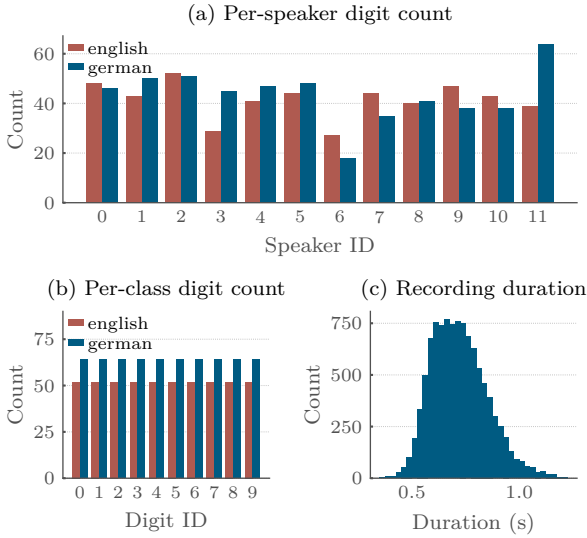 (a) Per-speaker digit count
english
german
60
40
20
0
Count
0 1 2 3 4 5 6 7 8 9 10 11
Speaker ID
(b) Per-class digit count
english
german
75
50
25
0
Count
0 1 2 3 4 5 6 7 8 9
Digit ID
(c) Recording duration
750
500
250
0
Count
0.5 1.0
Duration (s)